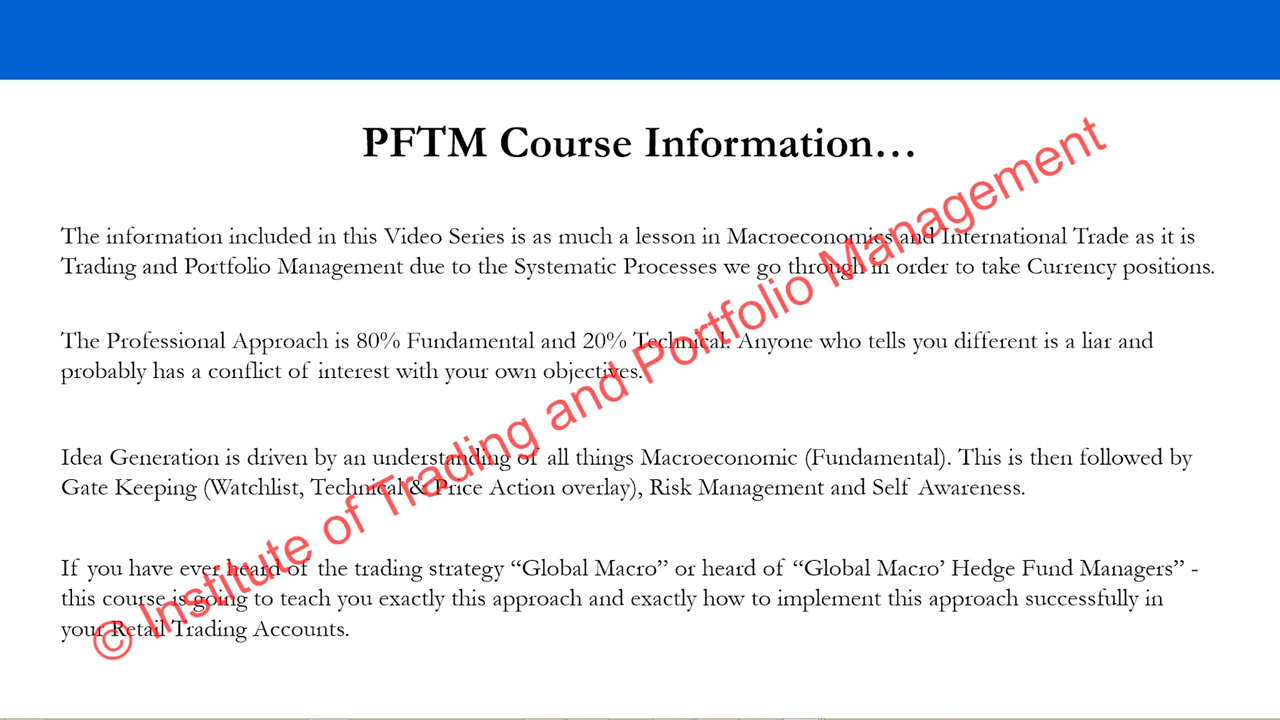 PFTM Course Information…
The information included in this Video Series is as much a lesson in Macroeconomics and International Trade as it is
Trading and Portfolio Management due to the Systematic Processes we go through in order to take Currency positions.
The Professional Approach is 80% Fundamental and 20% Technical. Anyone who tells you different is a liar and
probably has a conflict of interest with your own objectives.
Idea Generation is driven by an understanding of all things Macroeconomic (Fundamental). This is then followed by
Gate Keeping (Watchlist, Technical & Price Action overlay), Risk Management and Self Awareness.
If you have ever heard of the trading strategy “Global Macro” or heard of “Global Macro’ Hedge Fund Managers” -
this course is going to teach you exactly this approach and exactly how to implement this approach successfully in
your Retail Trading Accounts.
© Institute of Trading and Portfolio Management